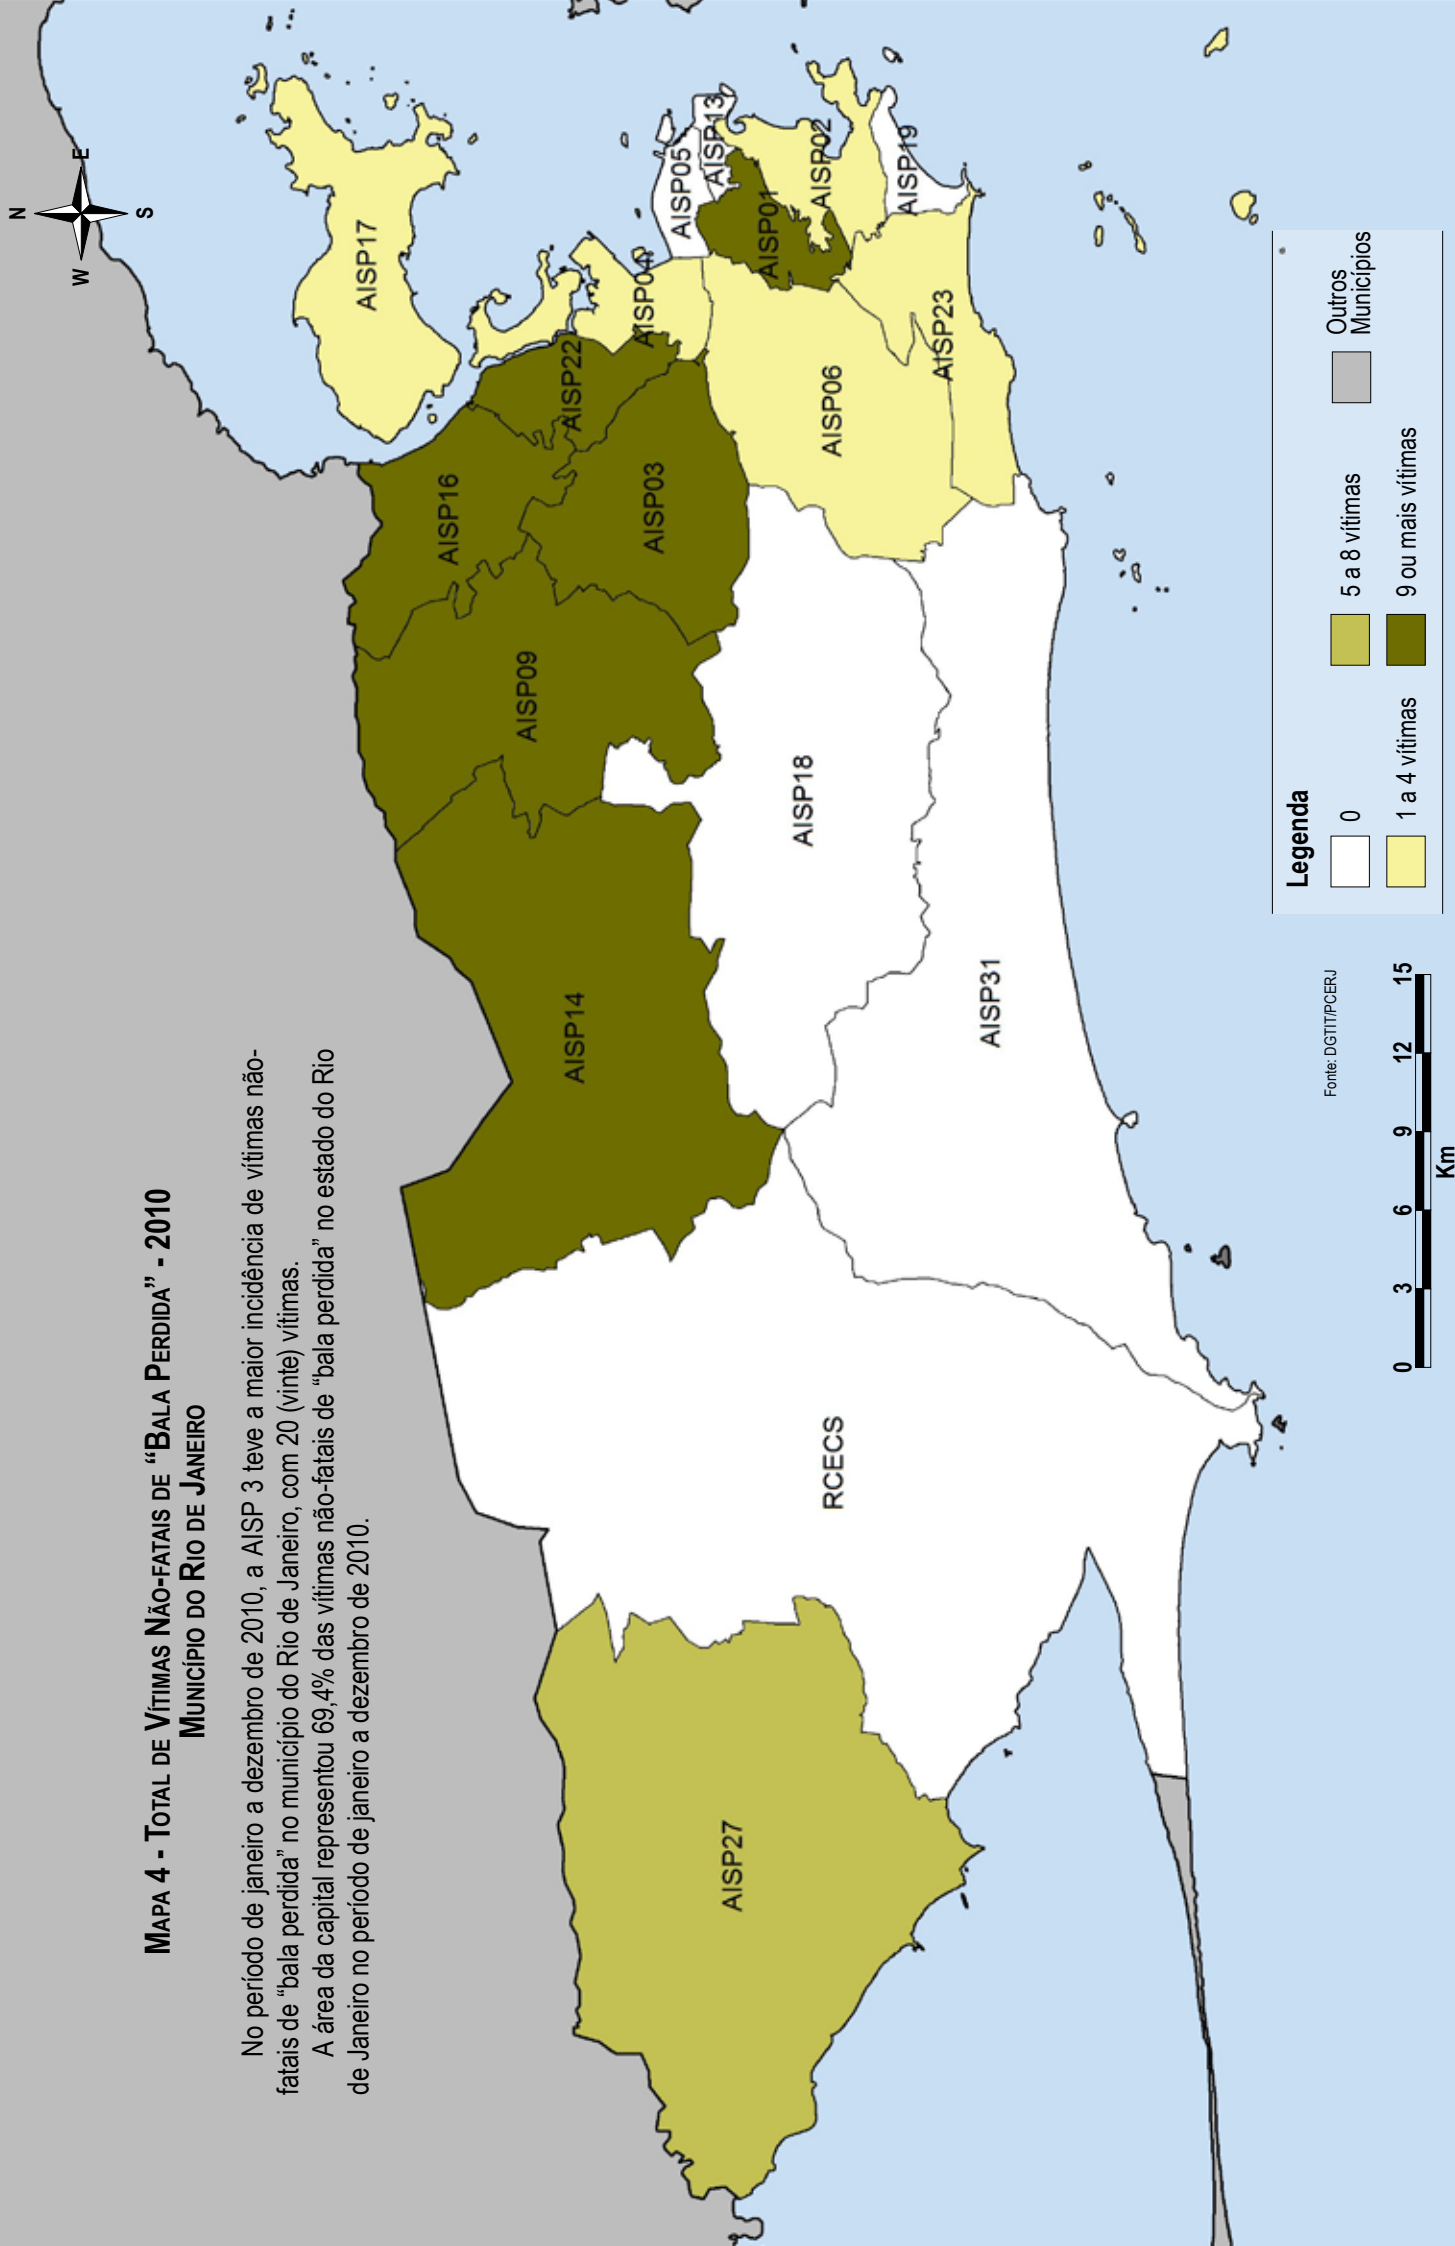 MAPA 4 - TOTAL DE VÍTIMAS NÃO-FATAIS DE “BALA PERDIDA” - 2010
MUNICÍPIO DO RIO DE JANEIRO
No período de janeiro a dezembro de 2010, a AISP 3 teve a maior incidência de vítimas não-
fatais de “bala perdida” no município do Rio de Janeiro, com 20 (vinte) vítimas.
A área da capital representou 69,4% das vítimas não-fatais de “bala perdida” no estado do Rio
de Janeiro no período de janeiro a dezembro de 2010.
N
W
E
S
AISP17
AISP16
AISP22
AISP04
AISP05
AISP13
AISP09
AISP03
AISP01
AISP02
AISP14
AISP06
AISP19
AISP18
AISP23
AISP27
RCECS
AISP31
Legenda
0
5 a 8 vítimas
Outros
Municípios
1 a 4 vítimas
9 ou mais vítimas
Fonte: DGTIT/PCERJ
0 3 6 9 12 15
Km